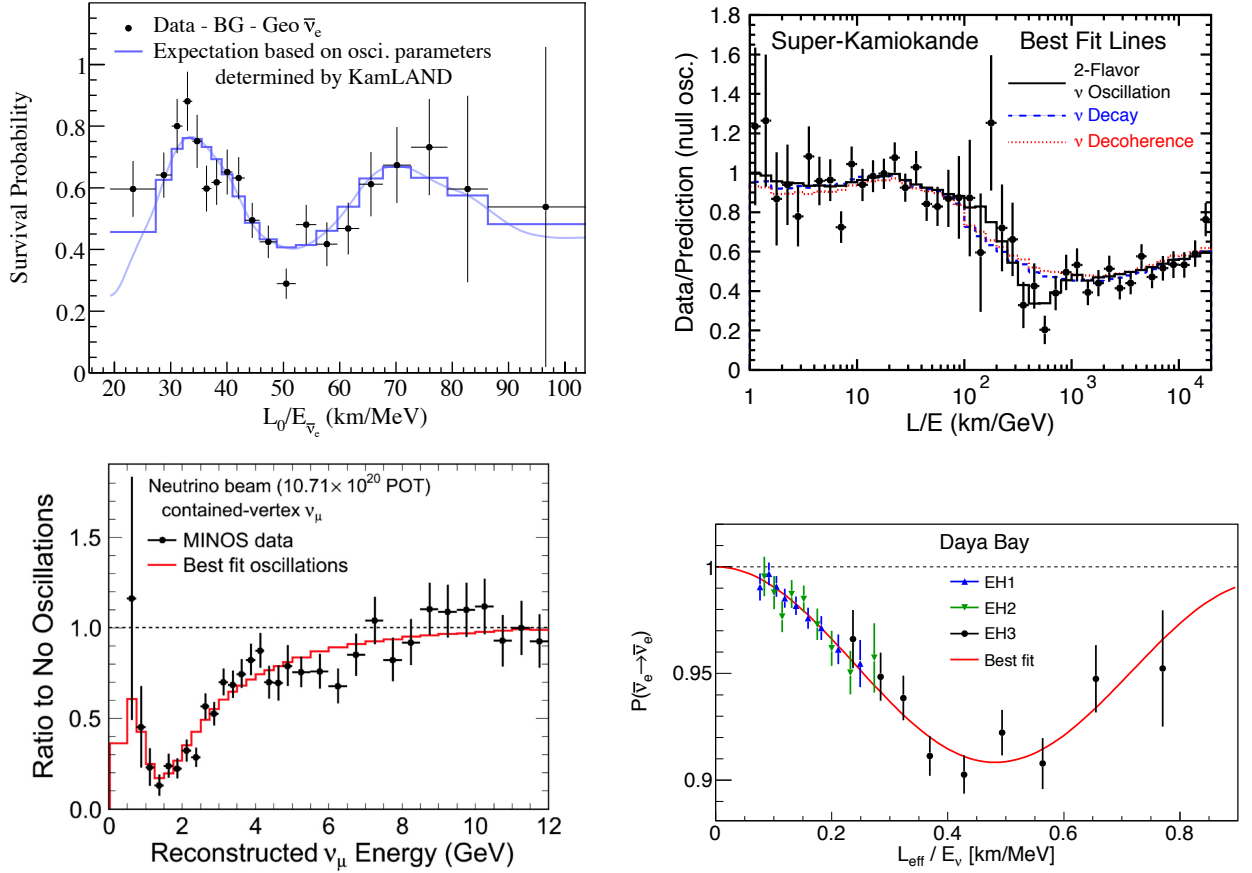 Data - BG - Geo ν̅e
Expectation based on osci. parameters
determined by KamLAND
Survival Probability
1
0.8
0.6
0.4
0.2
0
20 30 40 50 60 70 80 90 100
L₀/Eν̅e (km/MeV)
Super-Kamiokande
Best Fit Lines
2-Flavor
ν Oscillation
ν Decay
ν Decoherence
Data/Prediction (null osc.)
1.8
1.6
1.4
1.2
1
0.8
0.6
0.4
0.2
0
1 10 10² 10³ 10⁴
L/E (km/GeV)
Neutrino beam (10.71× 10²⁰ POT)
contained-vertex νμ
MINOS data
Best fit oscillations
Ratio to No Oscillations
1.5
1.0
0.5
0.0
0 2 4 6 8 10 12
Reconstructed νμ Energy (GeV)
Daya Bay
EH1
EH2
EH3
Best fit
P(ν̅e→ν̅e)
1
0.95
0.9
0 0.2 0.4 0.6 0.8
Leff / Eν [km/MeV]